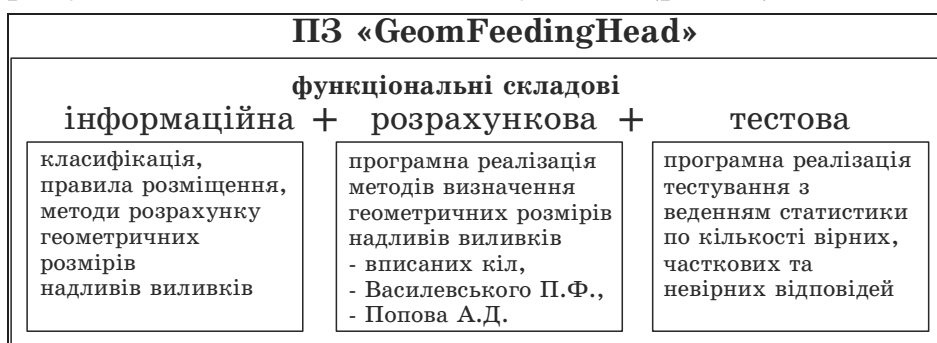 ПЗ «GeomFeedingHead»
функціональні складові
інформаційна + розрахункова + тестова
класифікація,
правила розміщення,
методи розрахунку
геометричних
розмірів
надливів виливків
програмна реалізація
методів визначення
геометричних розмірів
надливів виливків
- вписаних кіл,
- Василевського П.Ф.,
- Попова А.Д.
програмна реалізація
тестування з
веденням статистики
по кількості вірних,
часткових та
невірних відповідей